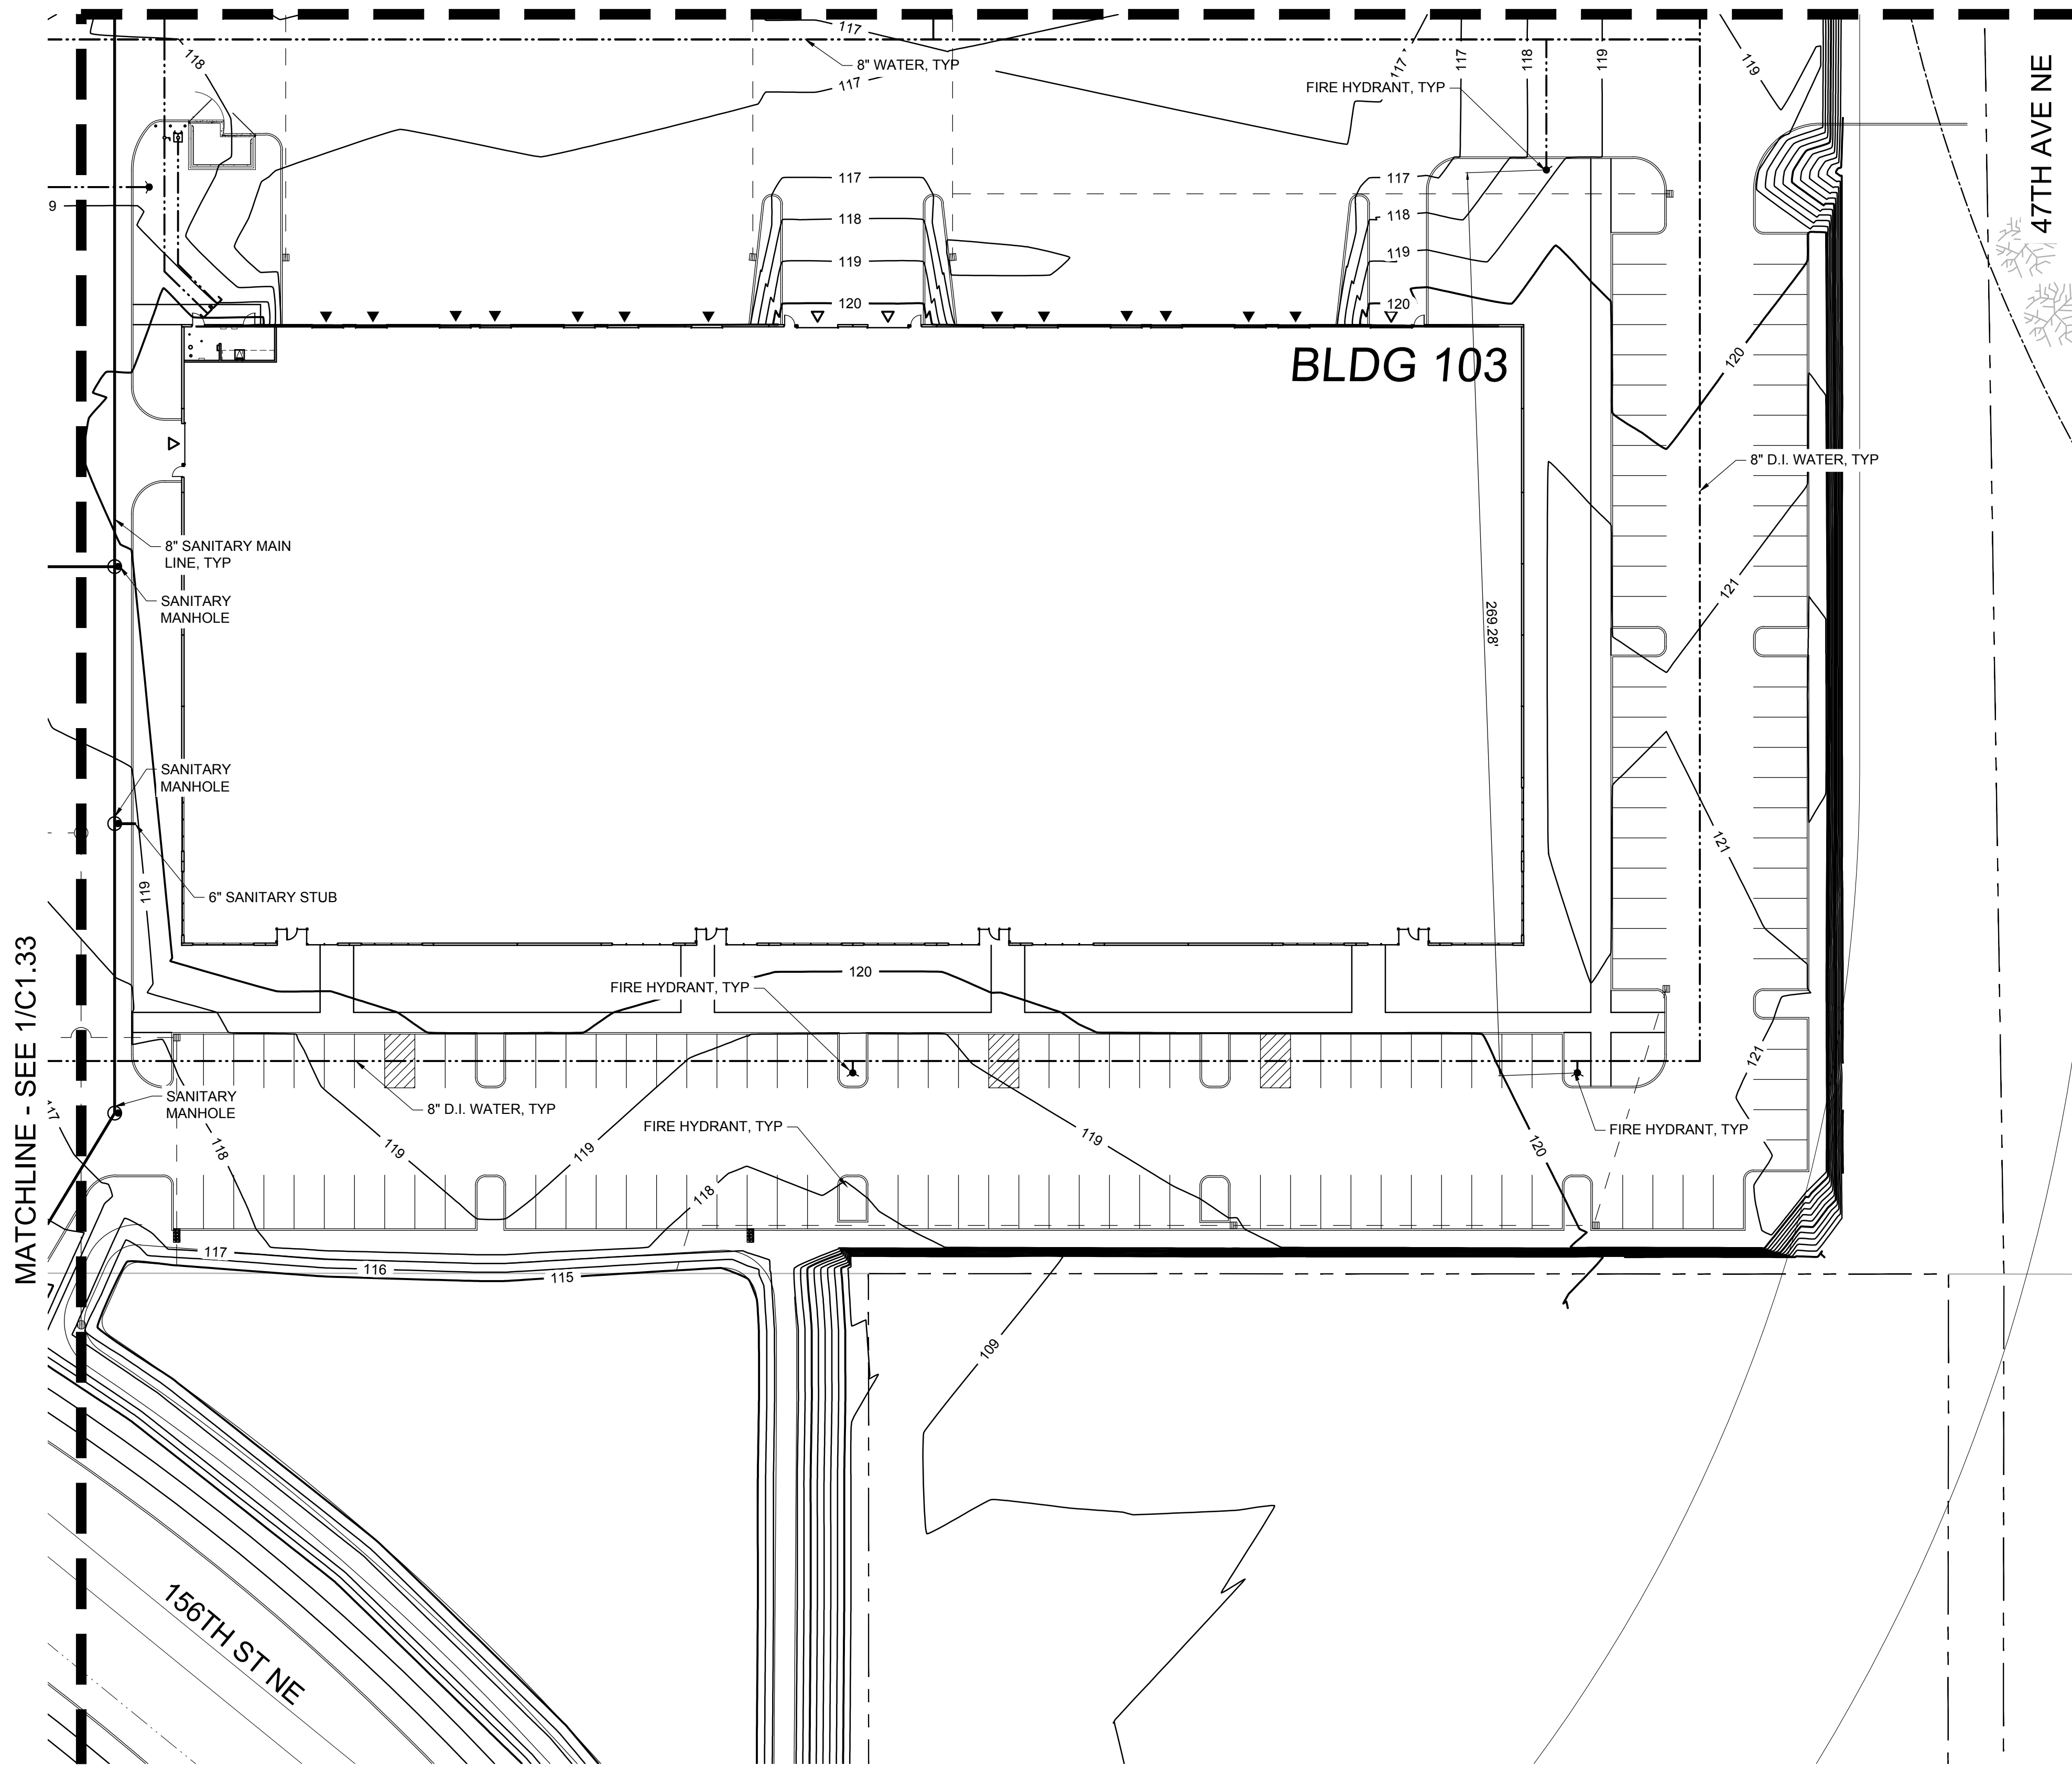 117
118
8" WATER, TYP
117
FIRE HYDRANT, TYP
117
117
118
119
119
47TH AVE NE
9
117
118
119
120
117
118
119
120
BLDG 103
120
8" D.I. WATER, TYP
8" SANITARY MAIN
LINE, TYP
SANITARY
MANHOLE
121
269.28'
SANITARY
MANHOLE
119
6" SANITARY STUB
121
MATCHLINE - SEE 1/C1.33
120
FIRE HYDRANT, TYP
121
117
SANITARY
MANHOLE
8" D.I. WATER, TYP
118
119
119
FIRE HYDRANT, TYP
119
120
FIRE HYDRANT, TYP
118
117
116
115
109
156TH ST NE